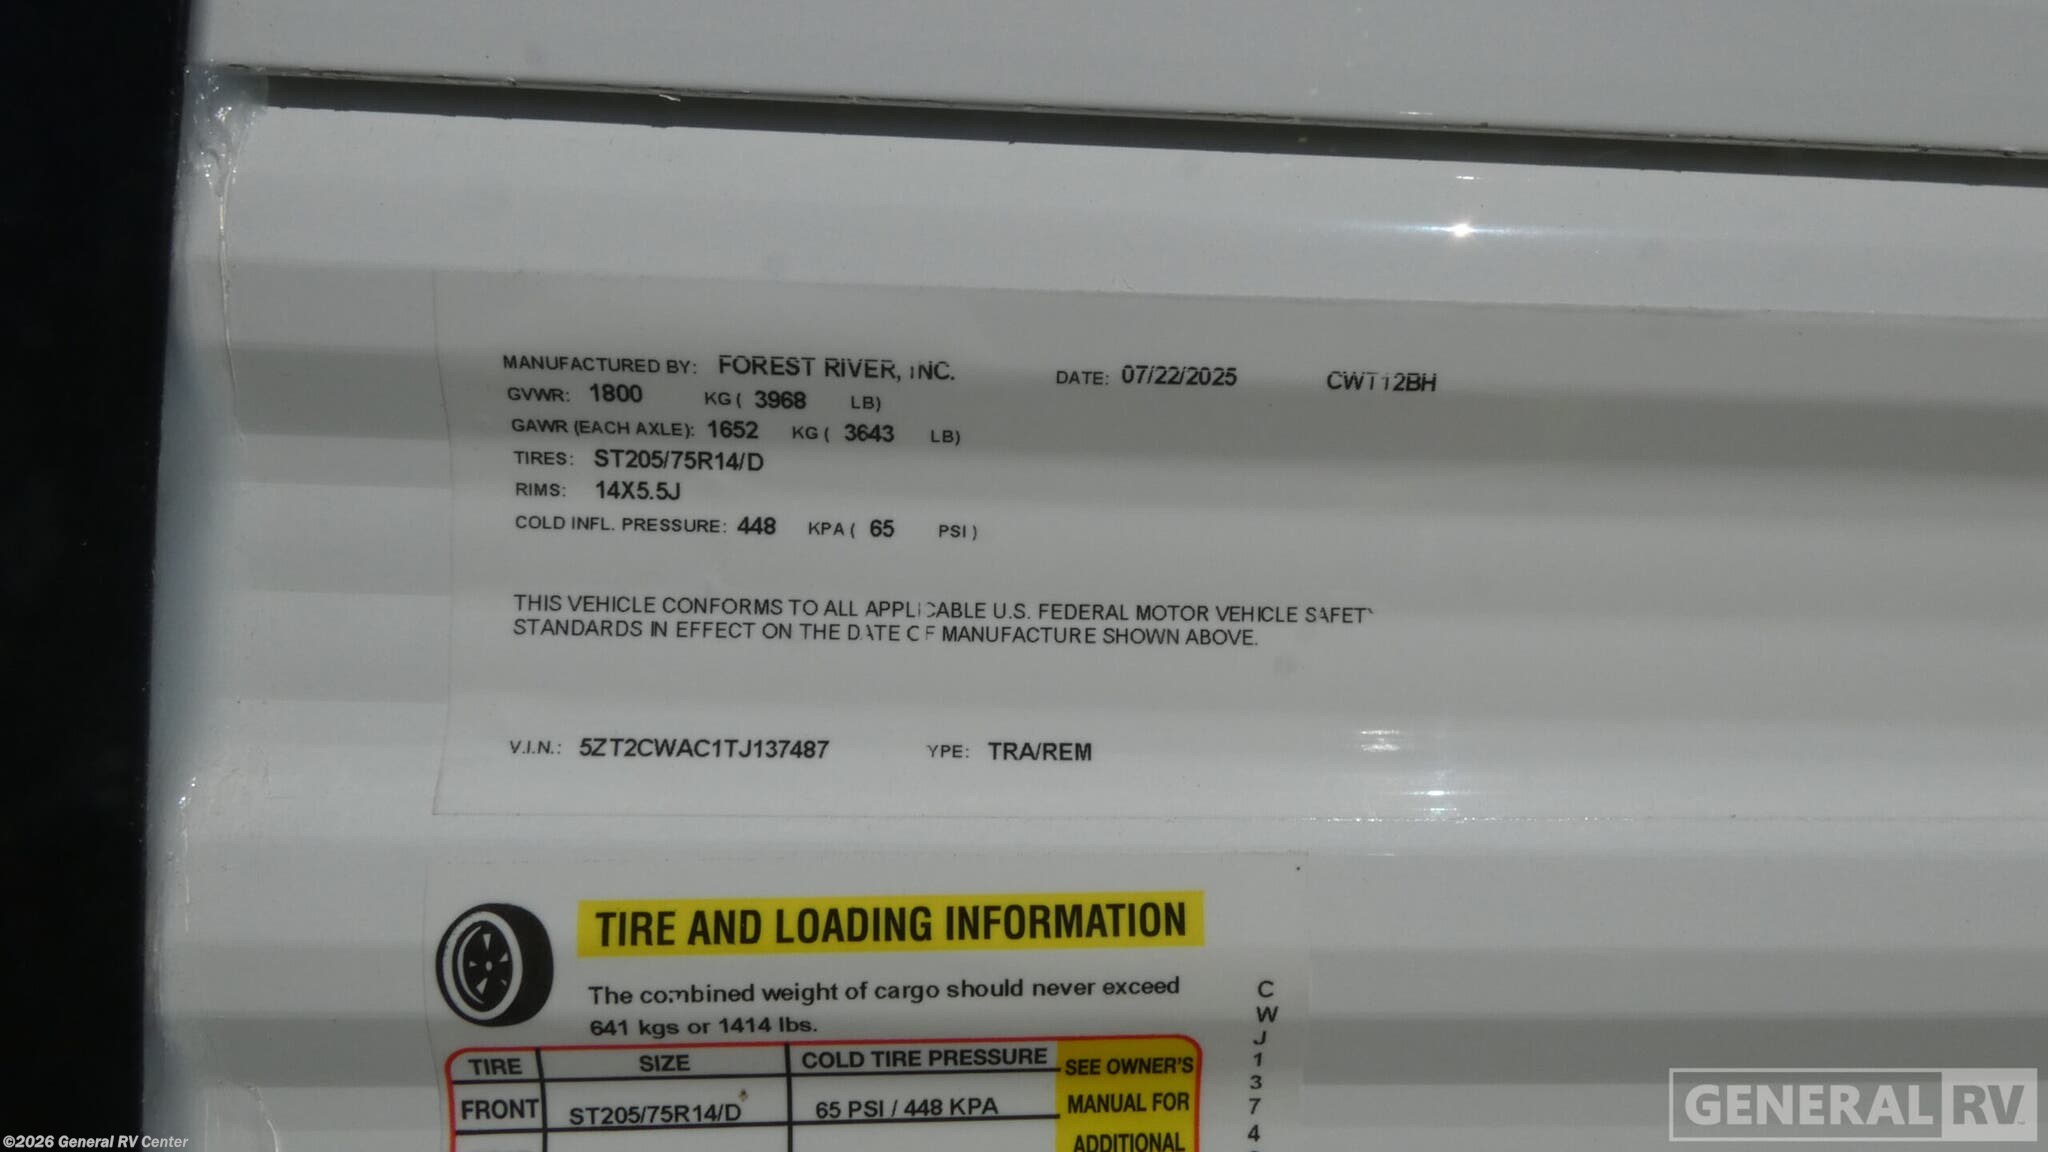 MANUFACTURED BY: FOREST RIVER, INC. DATE: 07/22/2025 CWT12BH
GVWR: 1800 KG ( 3968 LB)
GAWR (EACH AXLE): 1652 KG ( 3643 LB)
TIRES: ST205/75R14/D
RIMS: 14X5.5J
COLD INFL. PRESSURE: 448 KPA ( 65 PSI )
THIS VEHICLE CONFORMS TO ALL APPLICABLE U.S. FEDERAL MOTOR VEHICLE SAFETY
STANDARDS IN EFFECT ON THE DATE OF MANUFACTURE SHOWN ABOVE.
V.I.N.: 5ZT2CWAC1TJ137487 YPE: TRA/REM
TIRE AND LOADING INFORMATION
The combined weight of cargo should never exceed
641 kgs or 1414 lbs.
TIRE SIZE COLD TIRE PRESSURE SEE OWNER'S
FRONT ST205/75R14/D 65 PSI / 448 KPA MANUAL FOR
ADDITIONAL
C
W
J
1
3
7
4
GENERAL RV
©2026 General RV Center